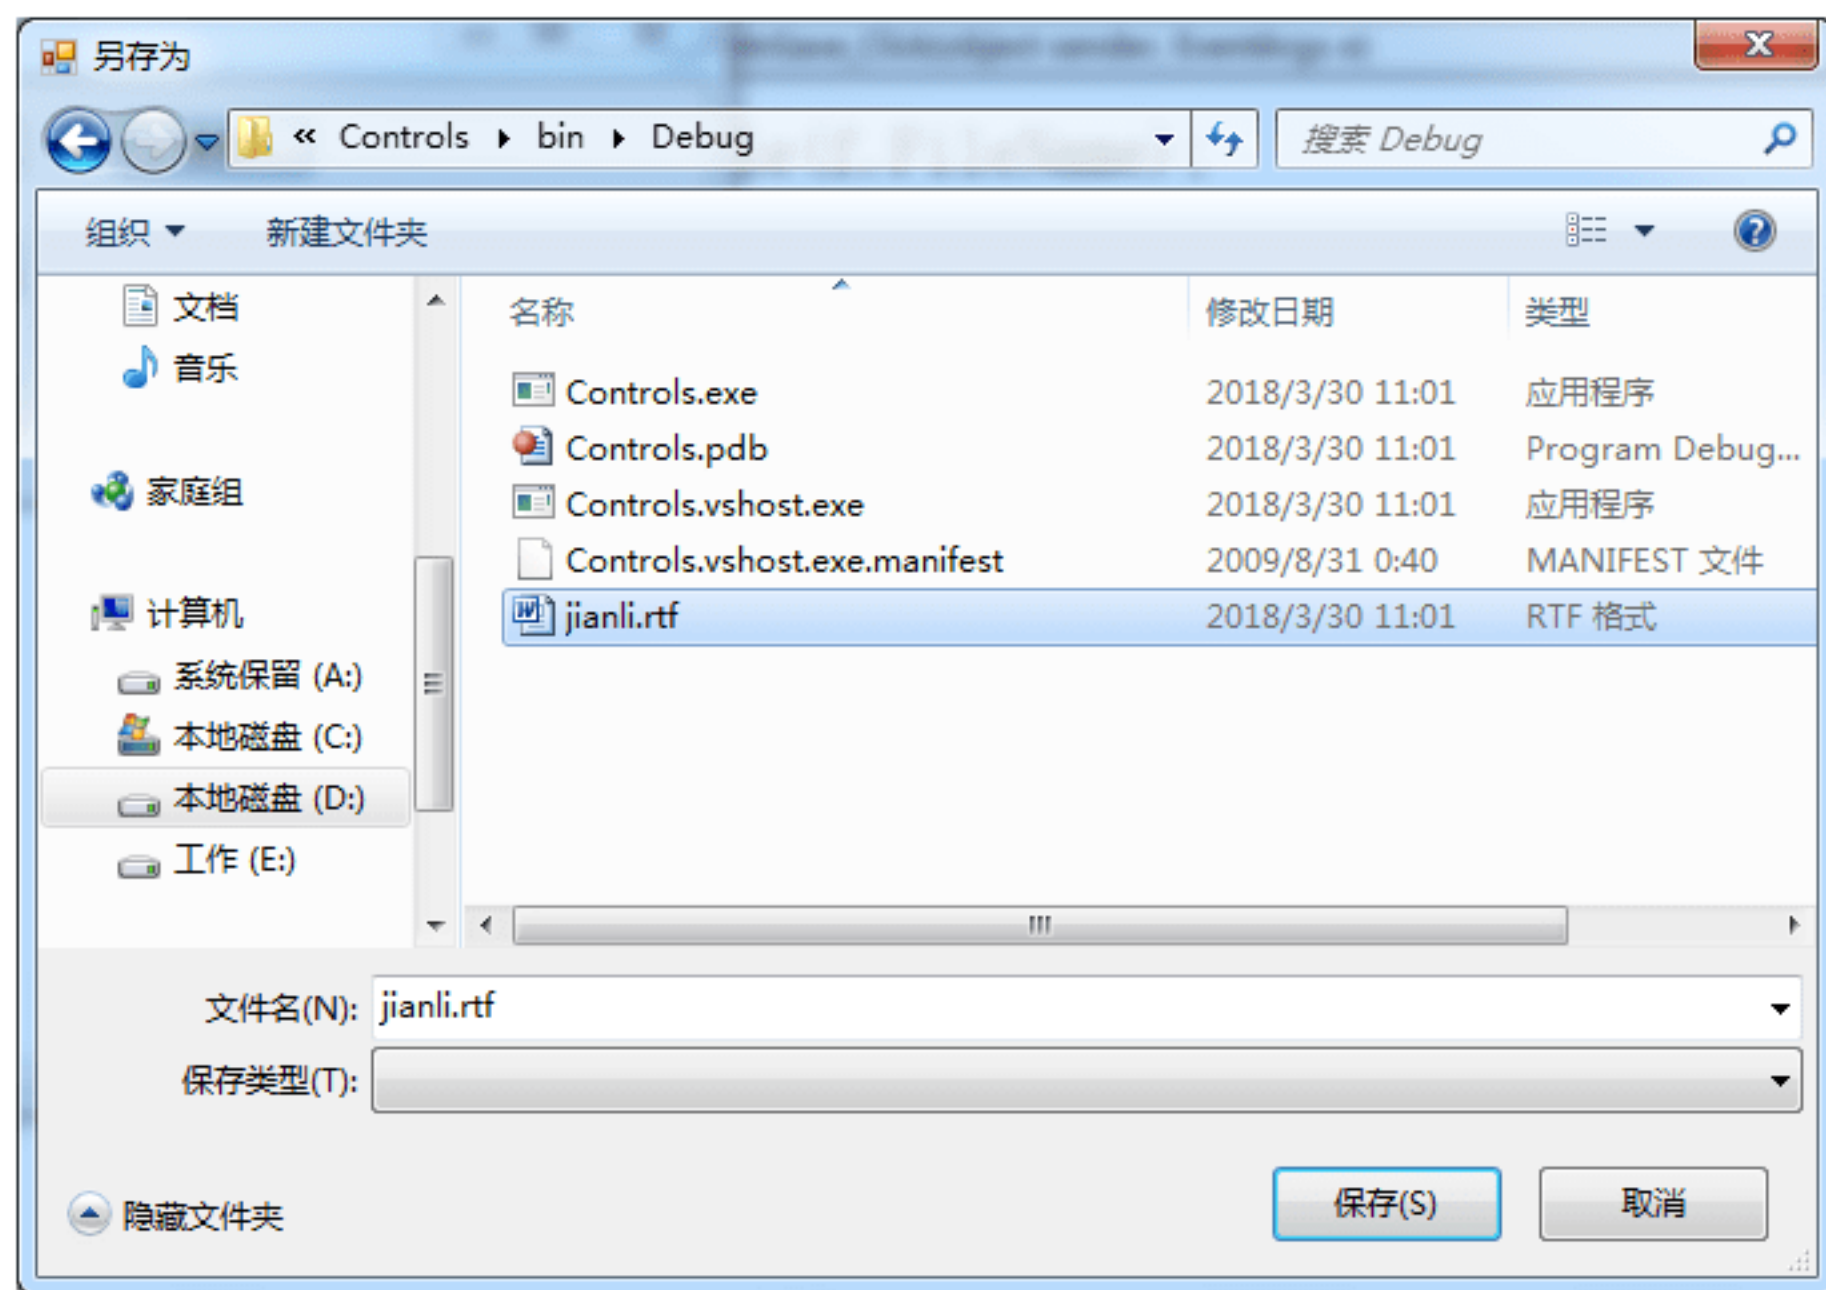 另存为
« Controls ▸ bin ▸ Debug
搜索 Debug
组织 新建文件夹
文档
音乐
家庭组
计算机
系统保留 (A:)
本地磁盘 (C:)
本地磁盘 (D:)
工作 (E:)
名称 修改日期 类型
Controls.exe 2018/3/30 11:01 应用程序
Controls.pdb 2018/3/30 11:01 Program Debug...
Controls.vshost.exe 2018/3/30 11:01 应用程序
Controls.vshost.exe.manifest 2009/8/31 0:40 MANIFEST 文件
jianli.rtf 2018/3/30 11:01 RTF 格式
文件名(N): jianli.rtf
保存类型(T):
隐藏文件夹
保存(S) 取消